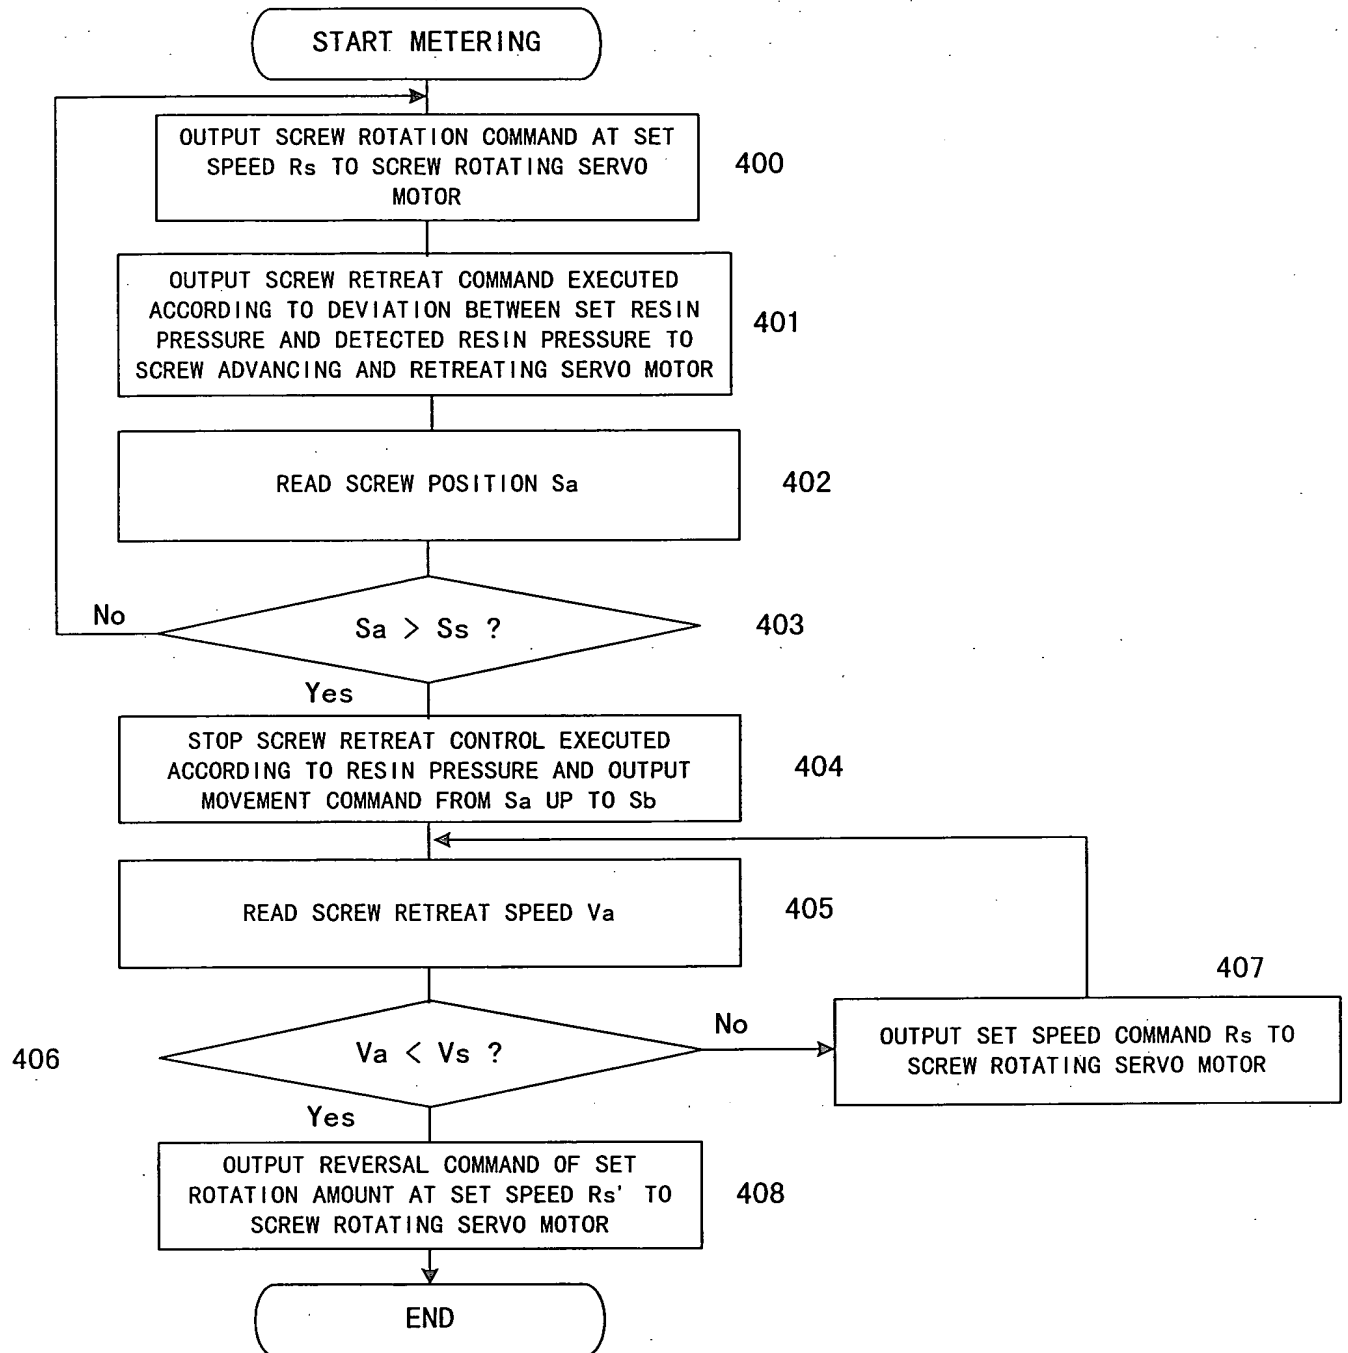 START METERING
OUTPUT SCREW ROTATION COMMAND AT SET
SPEED Rs TO SCREW ROTATING SERVO
MOTOR
400
OUTPUT SCREW RETREAT COMMAND EXECUTED
ACCORDING TO DEVIATION BETWEEN SET RESIN
PRESSURE AND DETECTED RESIN PRESSURE TO
SCREW ADVANCING AND RETREATING SERVO MOTOR
401
READ SCREW POSITION Sa
402
No
Sa > Ss ?
403
Yes
STOP SCREW RETREAT CONTROL EXECUTED
ACCORDING TO RESIN PRESSURE AND OUTPUT
MOVEMENT COMMAND FROM Sa UP TO Sb
404
READ SCREW RETREAT SPEED Va
405
406
Va < Vs ?
No
407
OUTPUT SET SPEED COMMAND Rs TO
SCREW ROTATING SERVO MOTOR
Yes
OUTPUT REVERSAL COMMAND OF SET
ROTATION AMOUNT AT SET SPEED Rs' TO
SCREW ROTATING SERVO MOTOR
408
END